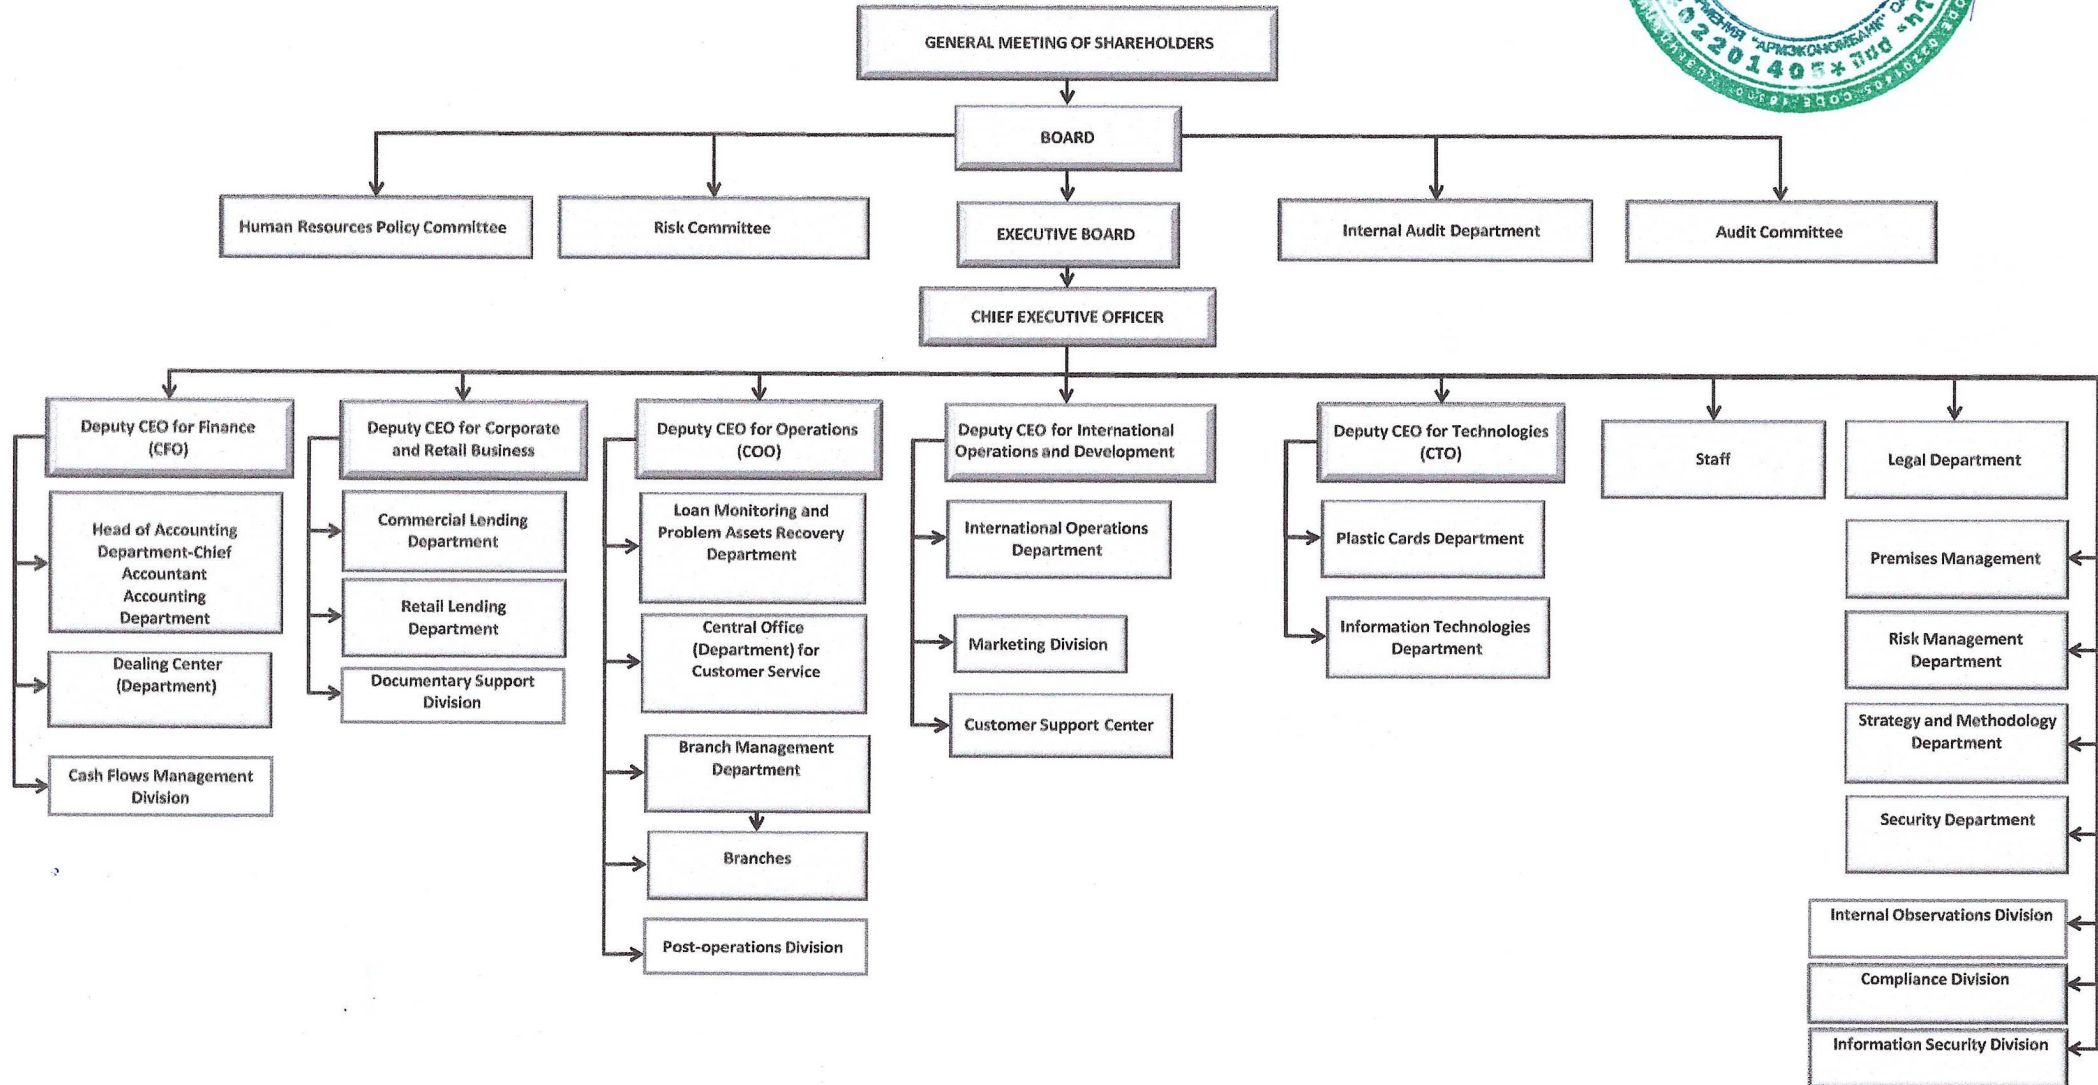 GENERAL MEETING OF SHAREHOLDERS
"АРМЭКОНОМБАНК"
02201405*
BOARD
Human Resources Policy Committee
Risk Committee
EXECUTIVE BOARD
Internal Audit Department
Audit Committee
CHIEF EXECUTIVE OFFICER
Deputy CEO for Finance
(CFO)
Head of Accounting
Department-Chief
Accountant
Accounting
Department
Dealing Center
(Department)
Cash Flows Management
Division
Deputy CEO for Corporate
and Retail Business
Commercial Lending
Department
Retail Lending
Department
Documentary Support
Division
Deputy CEO for Operations
(COO)
Loan Monitoring and
Problem Assets Recovery
Department
Central Office
(Department) for
Customer Service
Branch Management
Department
Branches
Post-operations Division
Deputy CEO for International
Operations and Development
International Operations
Department
Marketing Division
Customer Support Center
Deputy CEO for Technologies
(CTO)
Plastic Cards Department
Information Technologies
Department
Staff
Legal Department
Premises Management
Risk Management
Department
Strategy and Methodology
Department
Security Department
Internal Observations Division
Compliance Division
Information Security Division